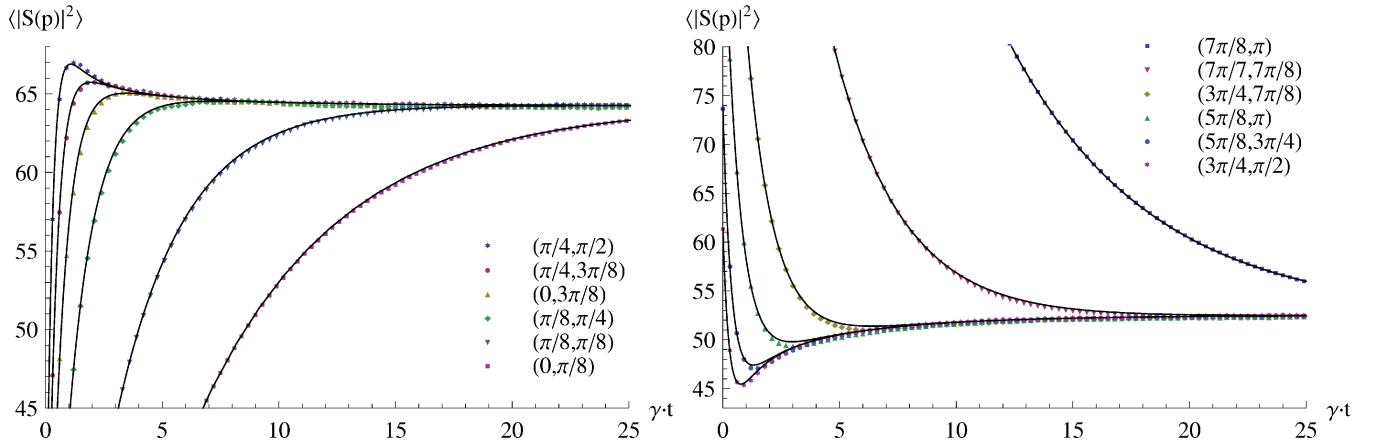 ⟨|S(p)|²⟩
65
60
55
50
45
0 5 10 15 20 25
γ·t
(π/4,π/2)
(π/4,3π/8)
(0,3π/8)
(π/8,π/4)
(π/8,π/8)
(0,π/8)
⟨|S(p)|²⟩
80
75
70
65
60
55
50
45
0 5 10 15 20 25
γ·t
(7π/8,π)
(7π/7,7π/8)
(3π/4,7π/8)
(5π/8,π)
(5π/8,3π/4)
(3π/4,π/2)